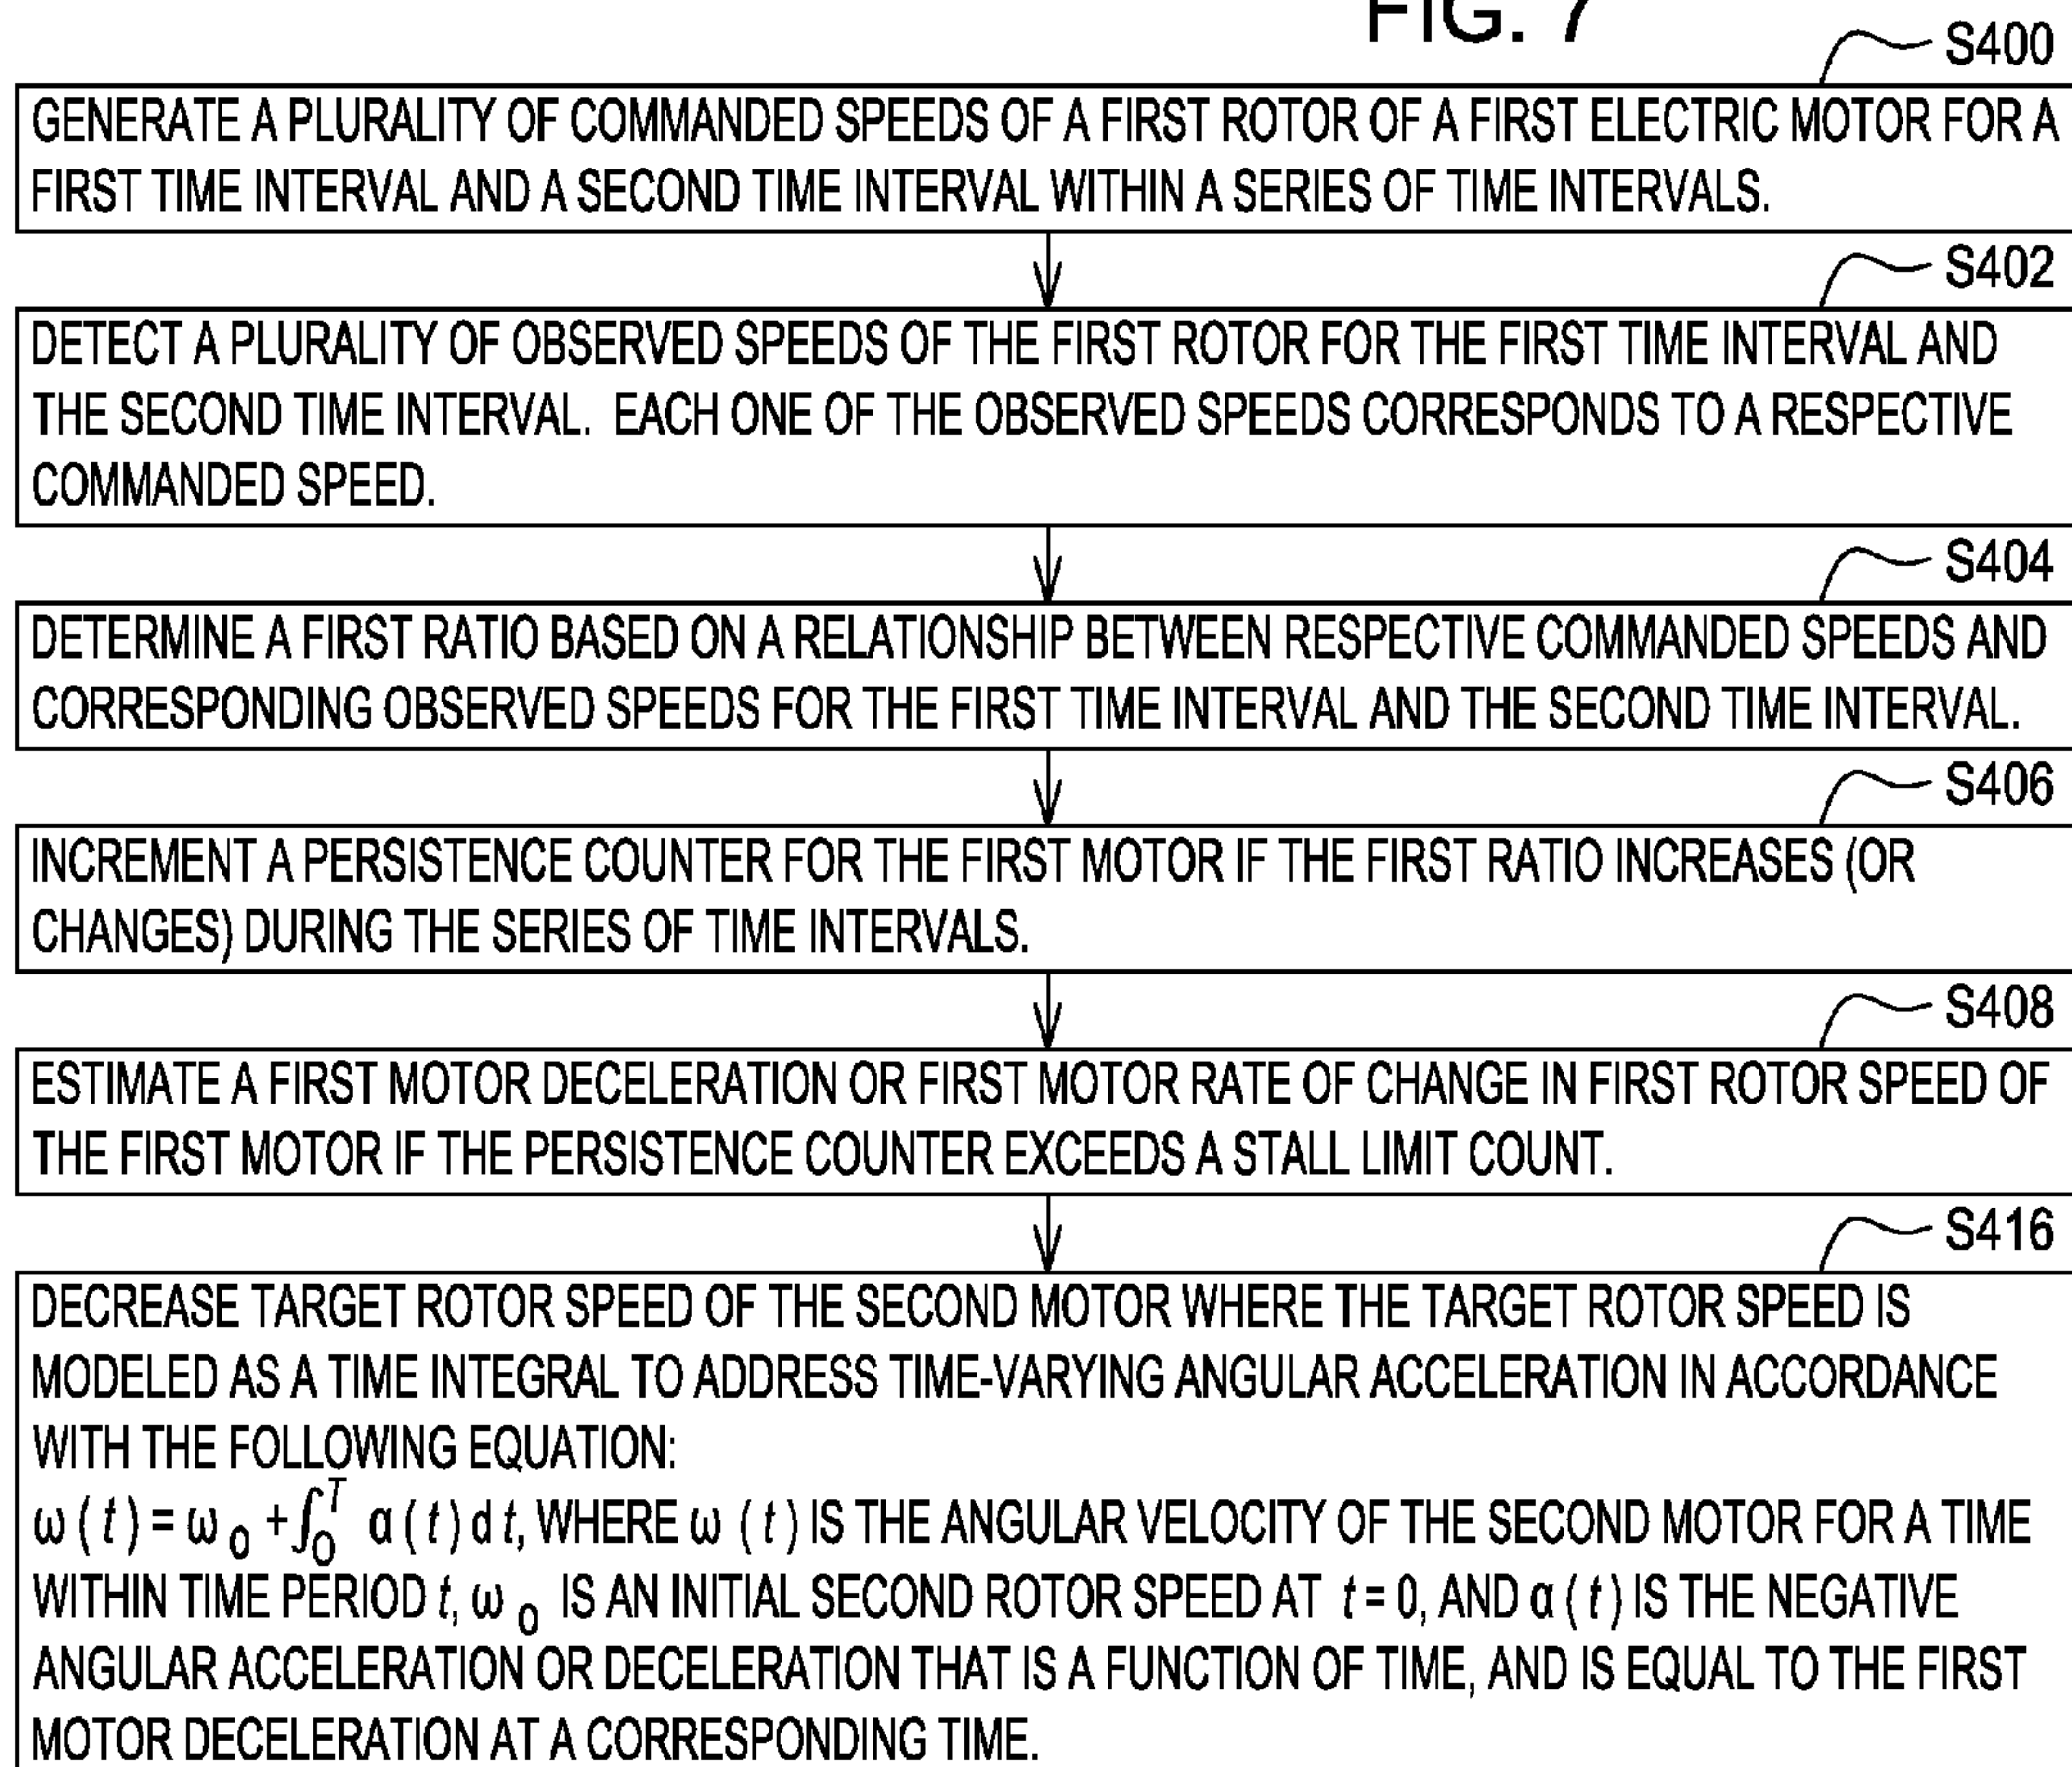 FIG. 7
S400
GENERATE A PLURALITY OF COMMANDED SPEEDS OF A FIRST ROTOR OF A FIRST ELECTRIC MOTOR FOR A
FIRST TIME INTERVAL AND A SECOND TIME INTERVAL WITHIN A SERIES OF TIME INTERVALS.
S402
DETECT A PLURALITY OF OBSERVED SPEEDS OF THE FIRST ROTOR FOR THE FIRST TIME INTERVAL AND
THE SECOND TIME INTERVAL. EACH ONE OF THE OBSERVED SPEEDS CORRESPONDS TO A RESPECTIVE
COMMANDED SPEED.
S404
DETERMINE A FIRST RATIO BASED ON A RELATIONSHIP BETWEEN RESPECTIVE COMMANDED SPEEDS AND
CORRESPONDING OBSERVED SPEEDS FOR THE FIRST TIME INTERVAL AND THE SECOND TIME INTERVAL.
S406
INCREMENT A PERSISTENCE COUNTER FOR THE FIRST MOTOR IF THE FIRST RATIO INCREASES (OR
CHANGES) DURING THE SERIES OF TIME INTERVALS.
S408
ESTIMATE A FIRST MOTOR DECELERATION OR FIRST MOTOR RATE OF CHANGE IN FIRST ROTOR SPEED OF
THE FIRST MOTOR IF THE PERSISTENCE COUNTER EXCEEDS A STALL LIMIT COUNT.
S416
DECREASE TARGET ROTOR SPEED OF THE SECOND MOTOR WHERE THE TARGET ROTOR SPEED IS
MODELED AS A TIME INTEGRAL TO ADDRESS TIME-VARYING ANGULAR ACCELERATION IN ACCORDANCE
WITH THE FOLLOWING EQUATION:
ω(t) = ω₀ + ∫₀ᵀ α(t) dt, WHERE ω (t) IS THE ANGULAR VELOCITY OF THE SECOND MOTOR FOR A TIME
WITHIN TIME PERIOD t, ω₀ IS AN INITIAL SECOND ROTOR SPEED AT t = 0, AND α(t) IS THE NEGATIVE
ANGULAR ACCELERATION OR DECELERATION THAT IS A FUNCTION OF TIME, AND IS EQUAL TO THE FIRST
MOTOR DECELERATION AT A CORRESPONDING TIME.